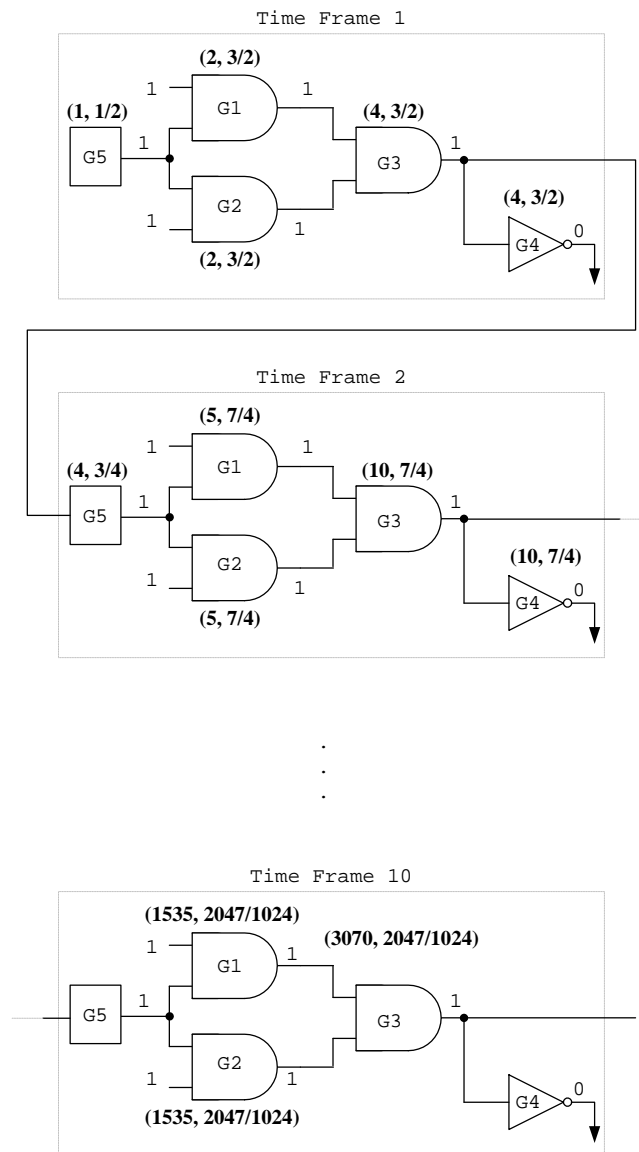 Time Frame 1
(2, 3/2)
1
1
(1, 1/2)
G1
(4, 3/2)
1
1
G5
G3
(4, 3/2)
G2
1
1
0
G4
(2, 3/2)
Time Frame 2
(5, 7/4)
1
1
(4, 3/4)
G1
(10, 7/4)
1
1
G5
G3
(10, 7/4)
G2
1
1
0
G4
(5, 7/4)
.
.
.
Time Frame 10
(1535, 2047/1024)
(3070, 2047/1024)
1
1
G1
1
1
G5
G3
G2
1
1
0
G4
(1535, 2047/1024)